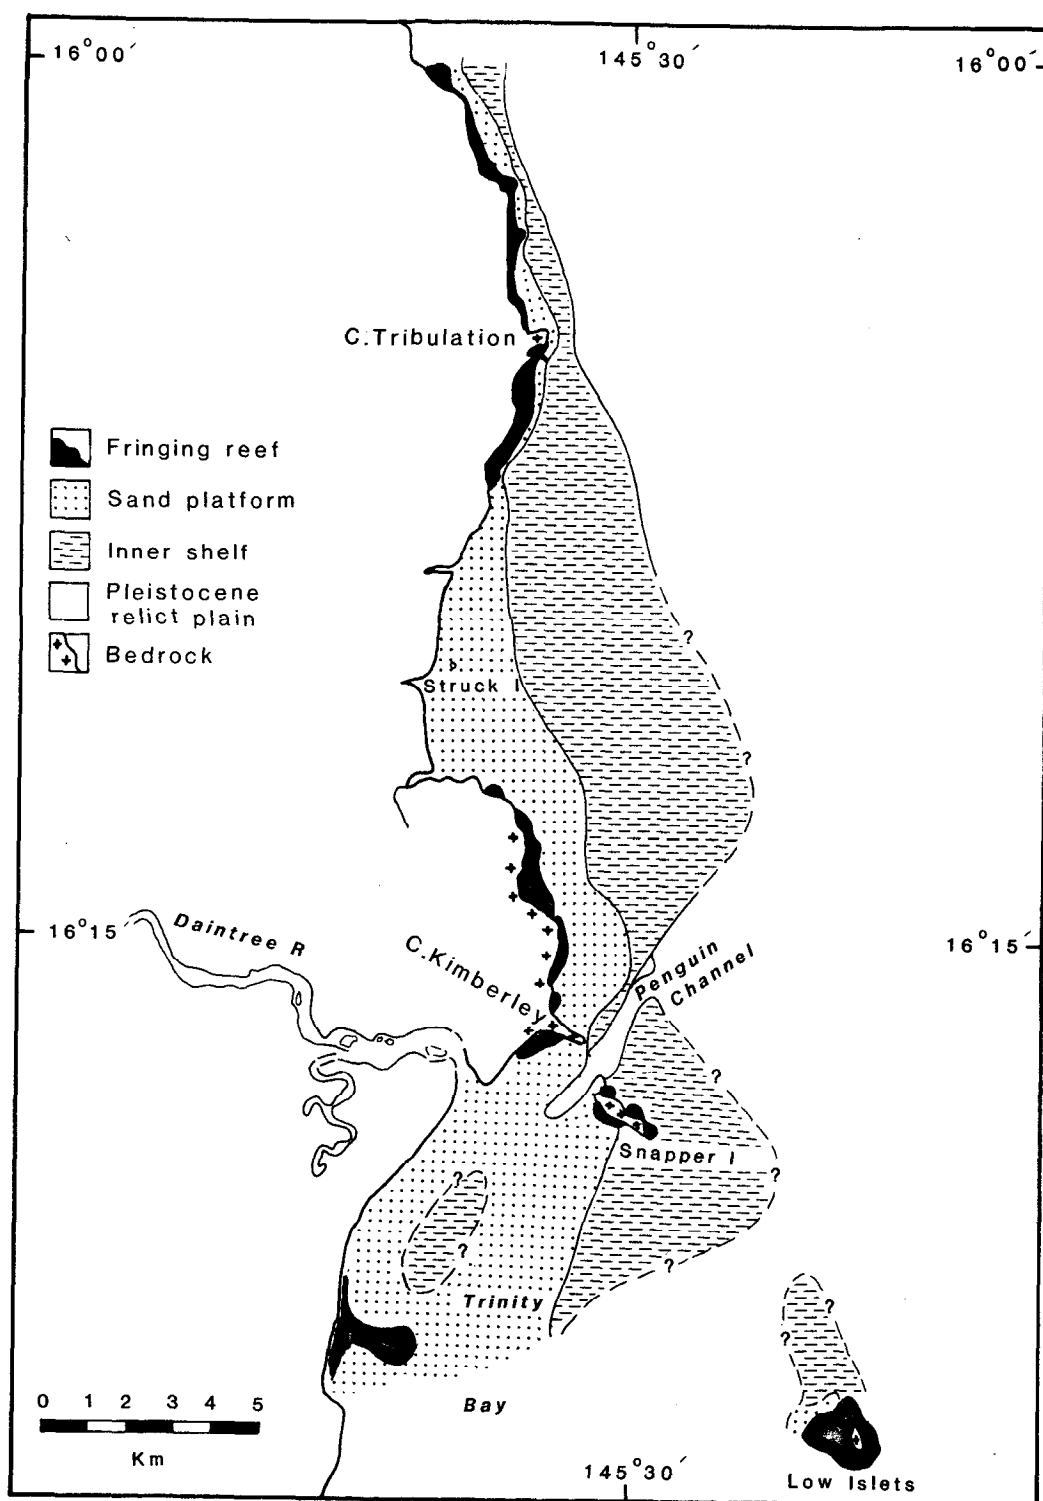 16°00′
145°30′
16°00′
C.Tribulation
Fringing reef
Sand platform
Inner shelf
Pleistocene
relict plain
Bedrock
?
Struck I
?
16°15′
Daintree R
C.Kimberley
Penguin
Channel
16°15′
?
Snapper I
?
?
?
?
?
?
Trinity
Bay
0 1 2 3 4 5
Km
145°30′
Low Islets